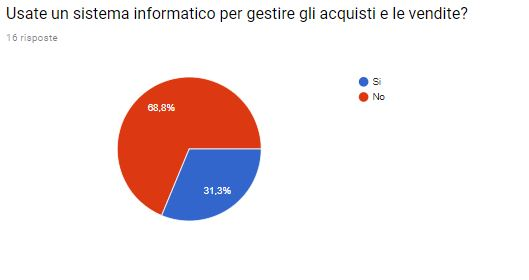 Usate un sistema informatico per gestire gli acquisti e le vendite?
16 risposte
68,8%
31,3%
Si
No